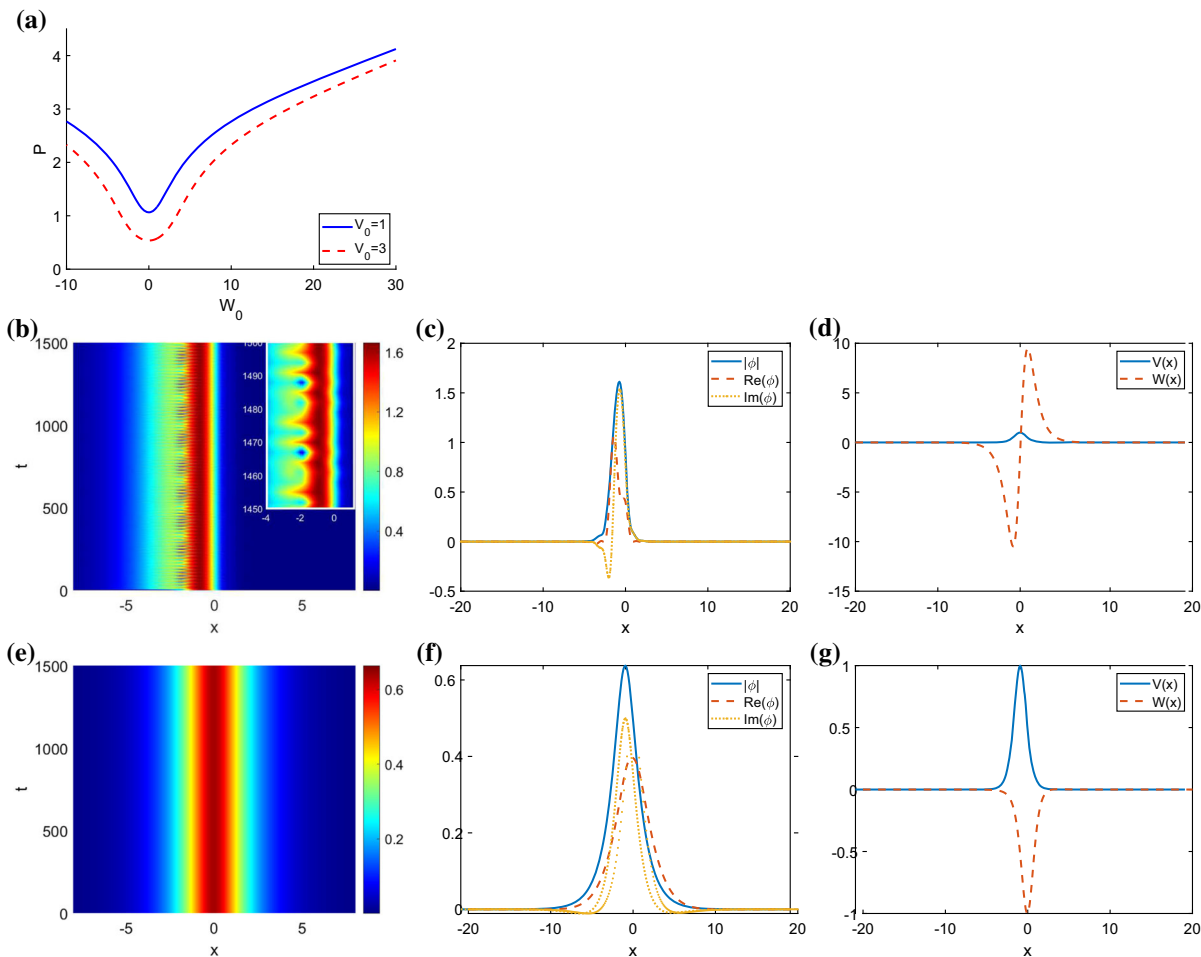 (a)
P
4
3
2
1
0
-10 0 10 20 30
W_0
V_0=1
V_0=3
(b)
t
1500
1000
500
0
-5 0 5
x
1500
1490
1480
1470
1460
1450
-4 -2 0
1.6
1.2
0.8
0.4
(c)
2
1.5
1
0.5
0
-0.5
-20 -10 0 10 20
x
|ϕ|
Re(ϕ)
Im(ϕ)
(d)
10
5
0
-5
-10
-15
-20 -10 0 10 20
x
V(x)
W(x)
(e)
t
1500
1000
500
0
-5 0 5
x
0.6
0.4
0.2
(f)
0.6
0.4
0.2
0
-20 -10 0 10 20
x
|ϕ|
Re(ϕ)
Im(ϕ)
(g)
1
0.5
0
-0.5
-1
-20 -10 0 10 20
x
V(x)
W(x)